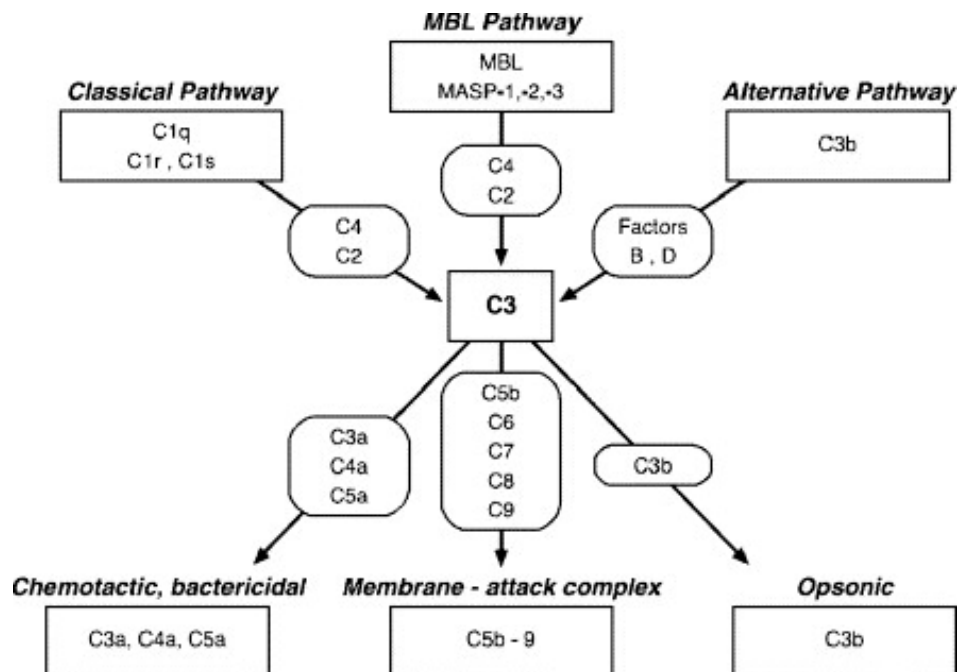 MBL Pathway
MBL
MASP-1,-2,-3
Classical Pathway
C1q
C1r , C1s
Alternative Pathway
C3b
C4
C2
C4
C2
Factors
B , D
C3
C3a
C4a
C5a
C5b
C6
C7
C8
C9
C3b
Chemotactic, bactericidal
C3a, C4a, C5a
Membrane - attack complex
C5b - 9
Opsonic
C3b